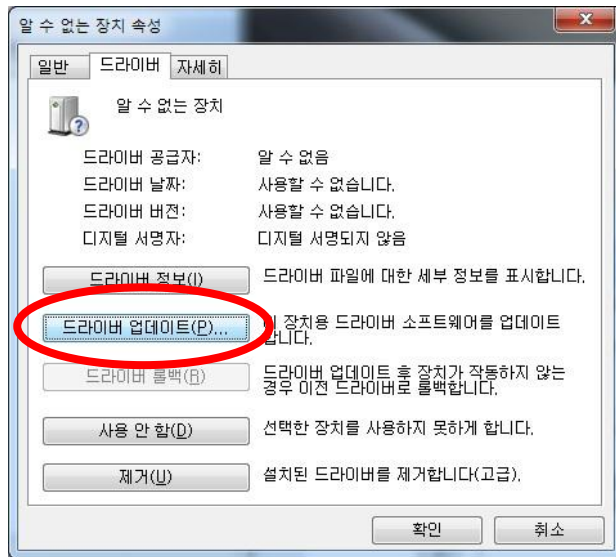 알 수 없는 장치 속성
일반 드라이버 자세히
알 수 없는 장치
드라이버 공급자: 알 수 없음
드라이버 날짜: 사용할 수 없습니다.
드라이버 버전: 사용할 수 없습니다.
디지털 서명자: 디지털 서명되지 않음
드라이버 정보(I) 드라이버 파일에 대한 세부 정보를 표시합니다.
드라이버 업데이트(P)... 이 장치용 드라이버 소프트웨어를 업데이트
합니다.
드라이버 롤백(R) 드라이버 업데이트 후 장치가 작동하지 않는
경우 이전 드라이버로 롤백합니다.
사용 안 함(D) 선택한 장치를 사용하지 못하게 합니다.
제거(U) 설치된 드라이버를 제거합니다(고급).
확인 취소